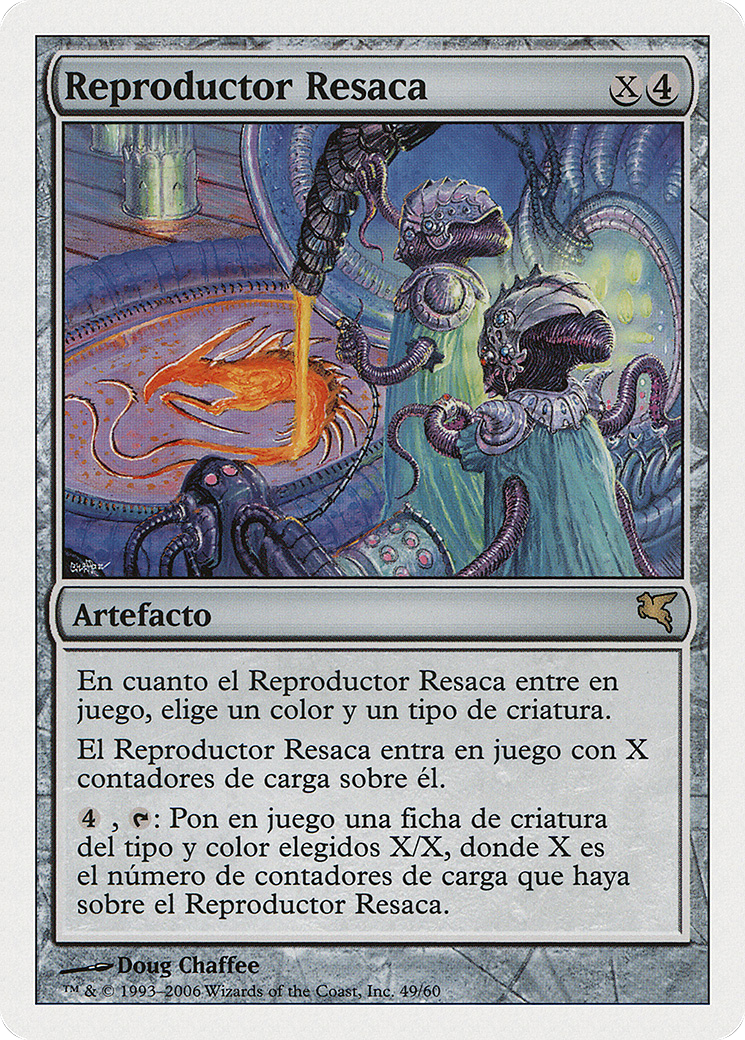 Reproductor Resaca
X4
Artefacto
En cuanto el Reproductor Resaca entre en
juego, elige un color y un tipo de criatura.
El Reproductor Resaca entra en juego con X
contadores de carga sobre él.
4 , : Pon en juego una ficha de criatura
del tipo y color elegidos X/X, donde X es
el número de contadores de carga que haya
sobre el Reproductor Resaca.
Doug Chaffee
™ & © 1993–2006 Wizards of the Coast, Inc. 49/60